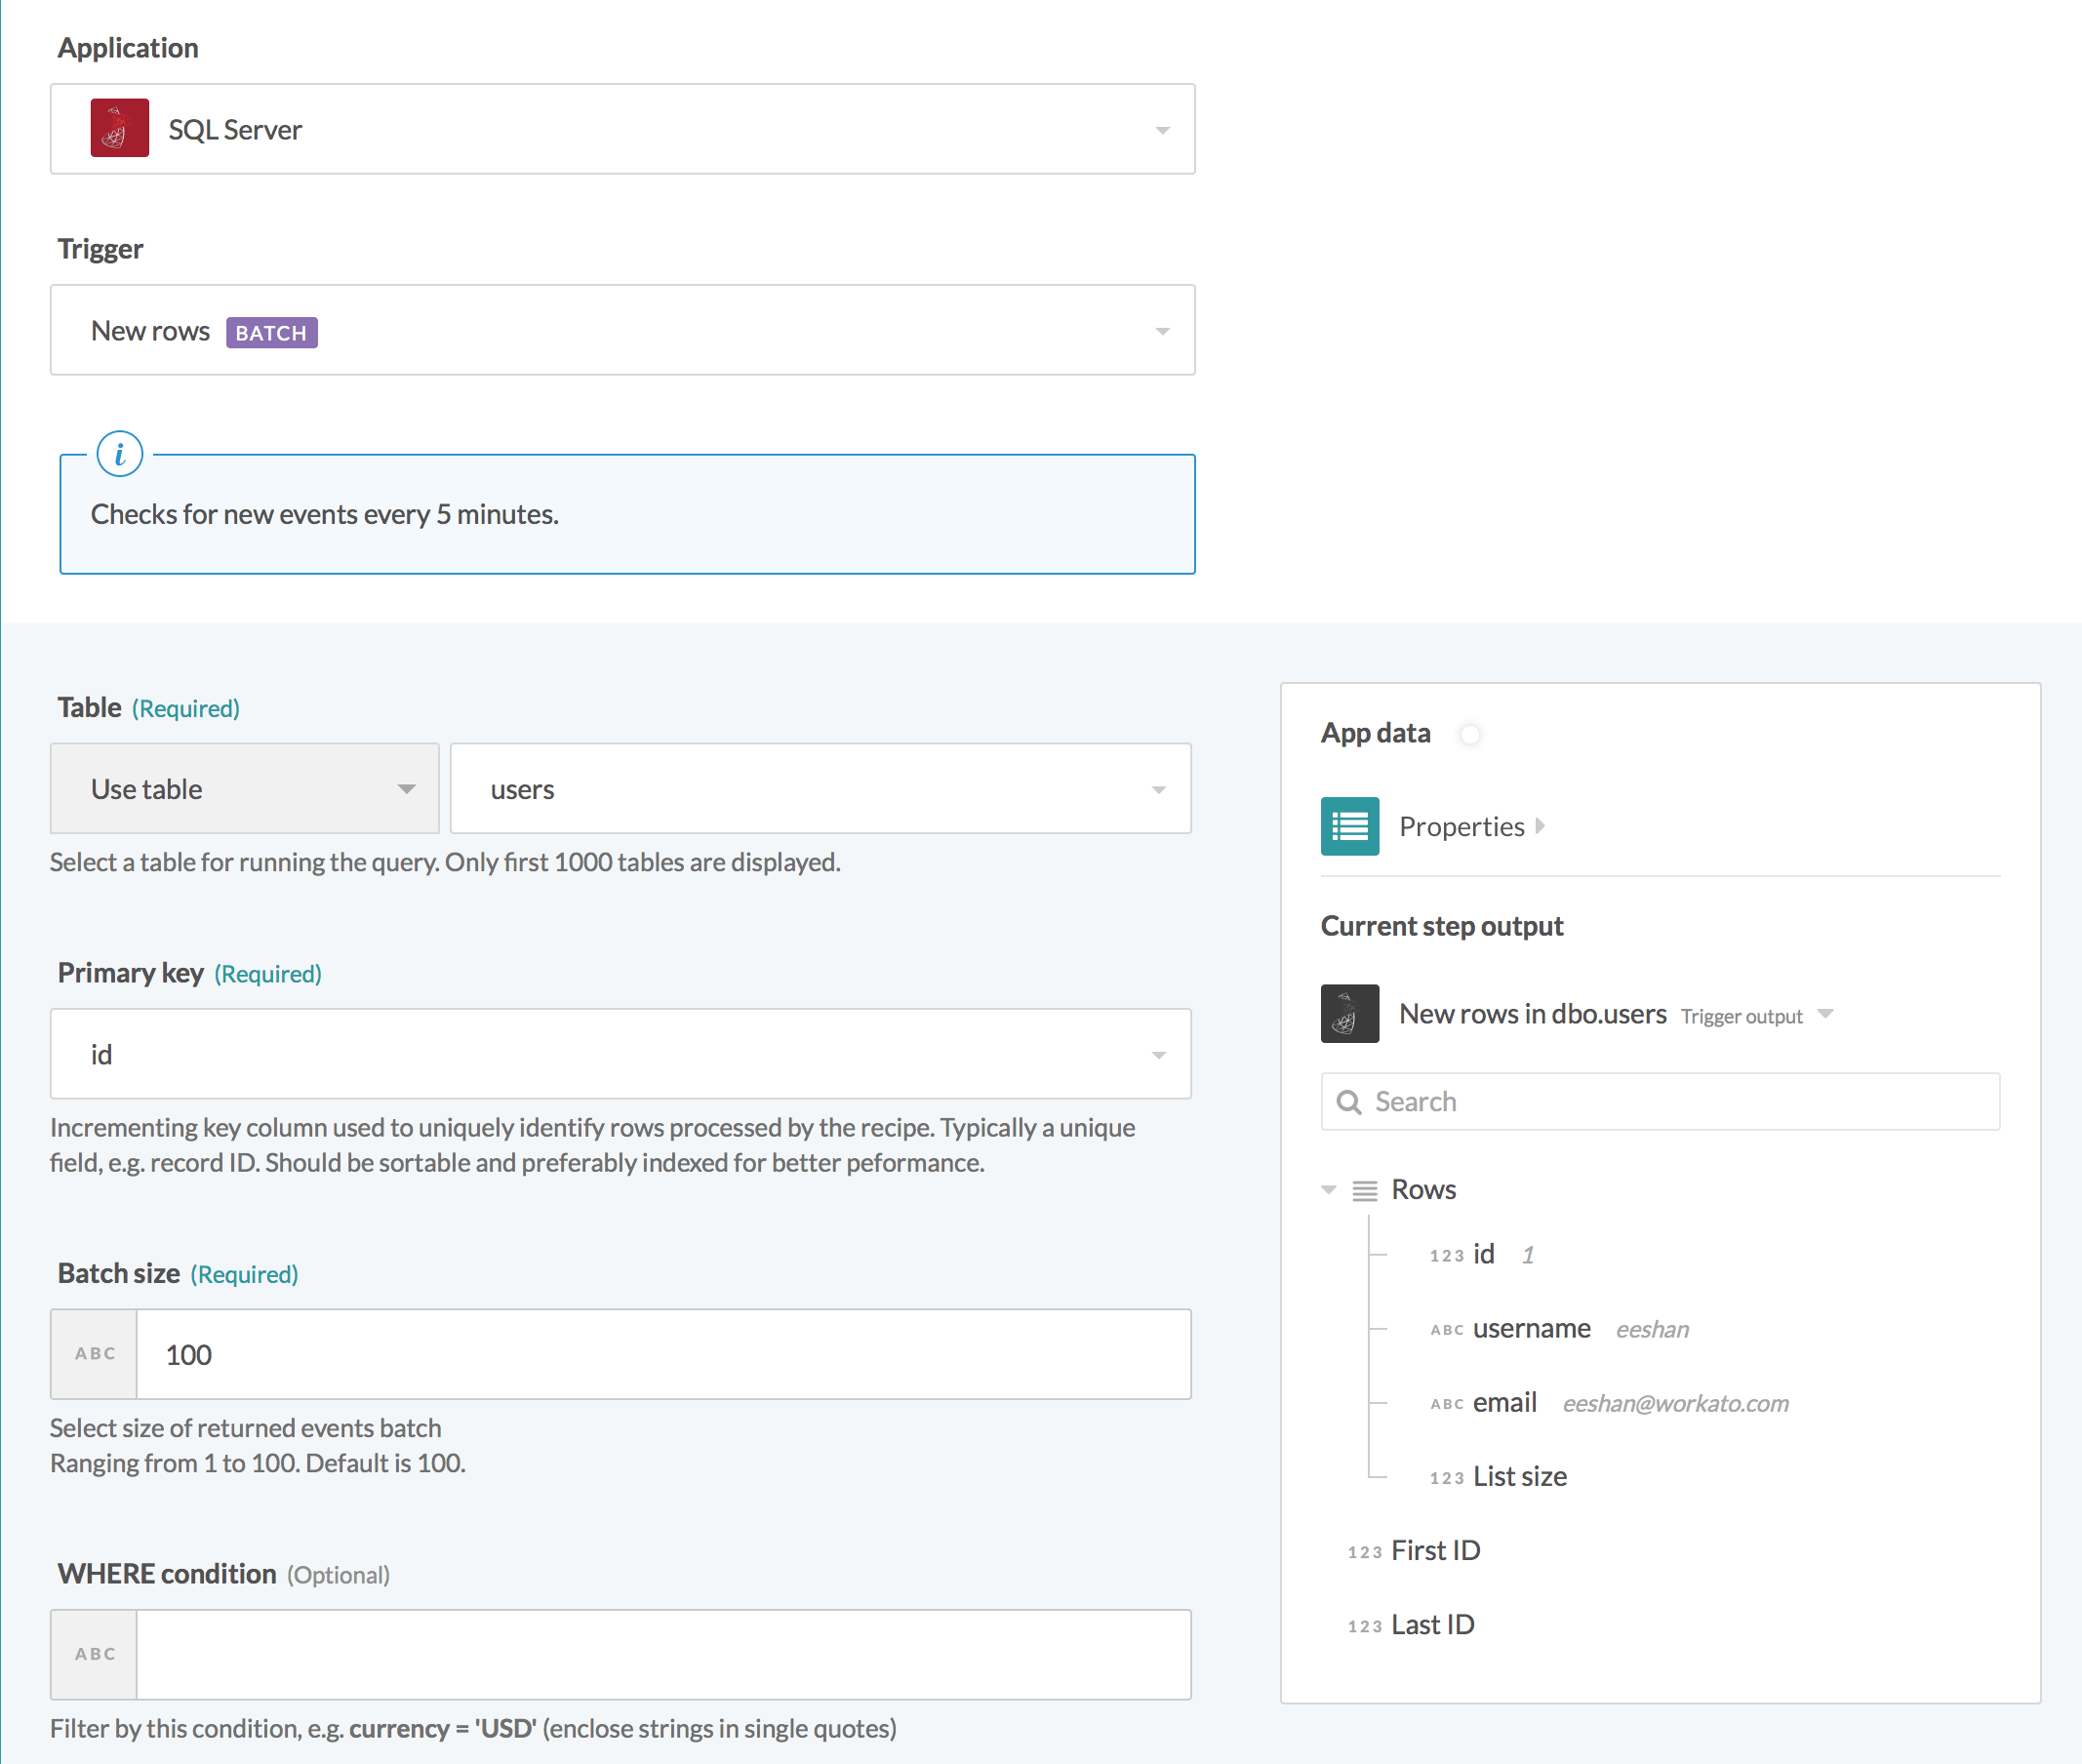 Application
SQL Server
Trigger
New rows BATCH
i
Checks for new events every 5 minutes.
Table (Required)
Use table
users
Select a table for running the query. Only first 1000 tables are displayed.
Primary key (Required)
id
Incrementing key column used to uniquely identify rows processed by the recipe. Typically a unique
field, e.g. record ID. Should be sortable and preferably indexed for better peformance.
Batch size (Required)
ABC 100
Select size of returned events batch
Ranging from 1 to 100. Default is 100.
WHERE condition (Optional)
ABC
Filter by this condition, e.g. currency = 'USD' (enclose strings in single quotes)
App data
Properties
Current step output
New rows in dbo.users Trigger output
Search
Rows
123 id 1
ABC username eeshan
ABC email eeshan@workato.com
123 List size
123 First ID
123 Last ID